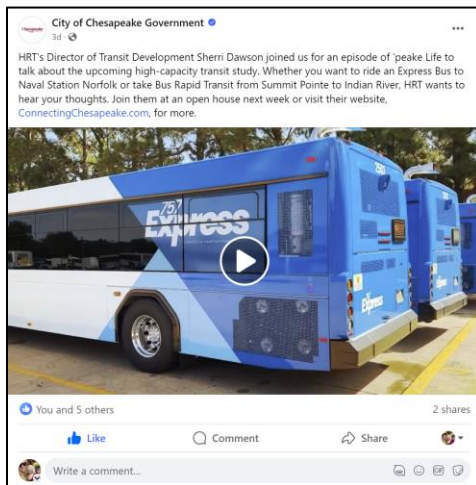 City of Chesapeake Government
3d
HRT's Director of Transit Development Sherri Dawson joined us for an episode of 'peake Life to
talk about the upcoming high-capacity transit study. Whether you want to ride an Express Bus to
Naval Station Norfolk or take Bus Rapid Transit from Summit Pointe to Indian River, HRT wants to
hear your thoughts. Join them at an open house next week or visit their website,
ConnectingChesapeake.com, for more.
757
Express
Express
You and 5 others
2 shares
Like
Comment
Share
Write a comment...
GIF